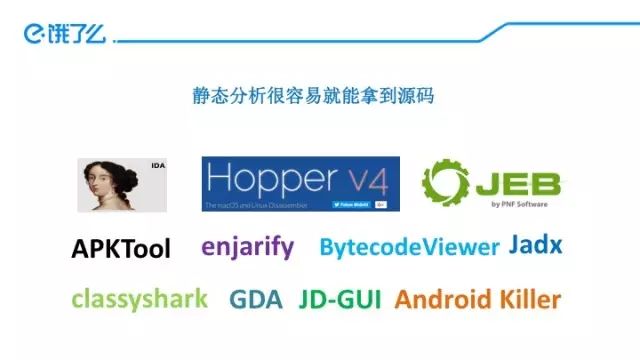 饿了么
静态分析很容易就能拿到源码
IDA
Hopper v4
The macOS and Linux Disassembler
JEB
by PNF Software
APKTool enjarify BytecodeViewer Jadx
classyshark GDA JD-GUI Android Killer